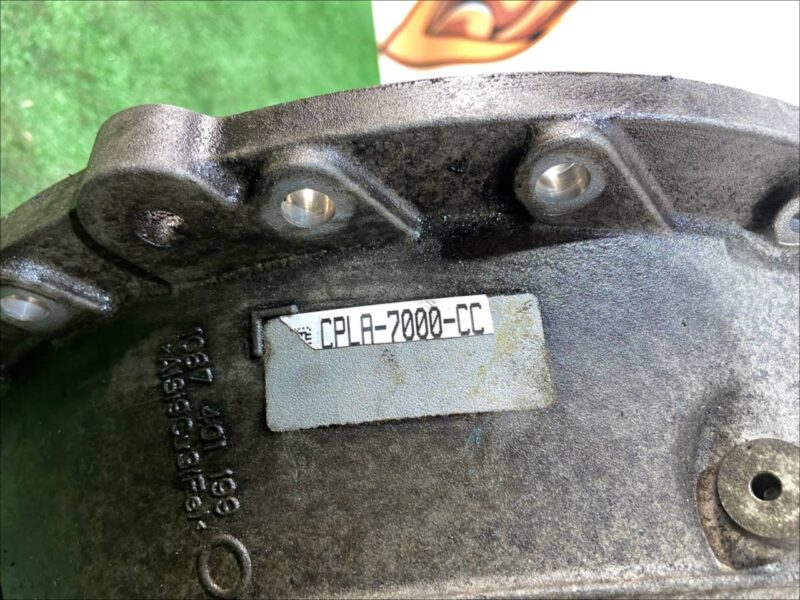 CPLA-7000-CC
1087 401 199
>AlSi9Cu3(Fe)<